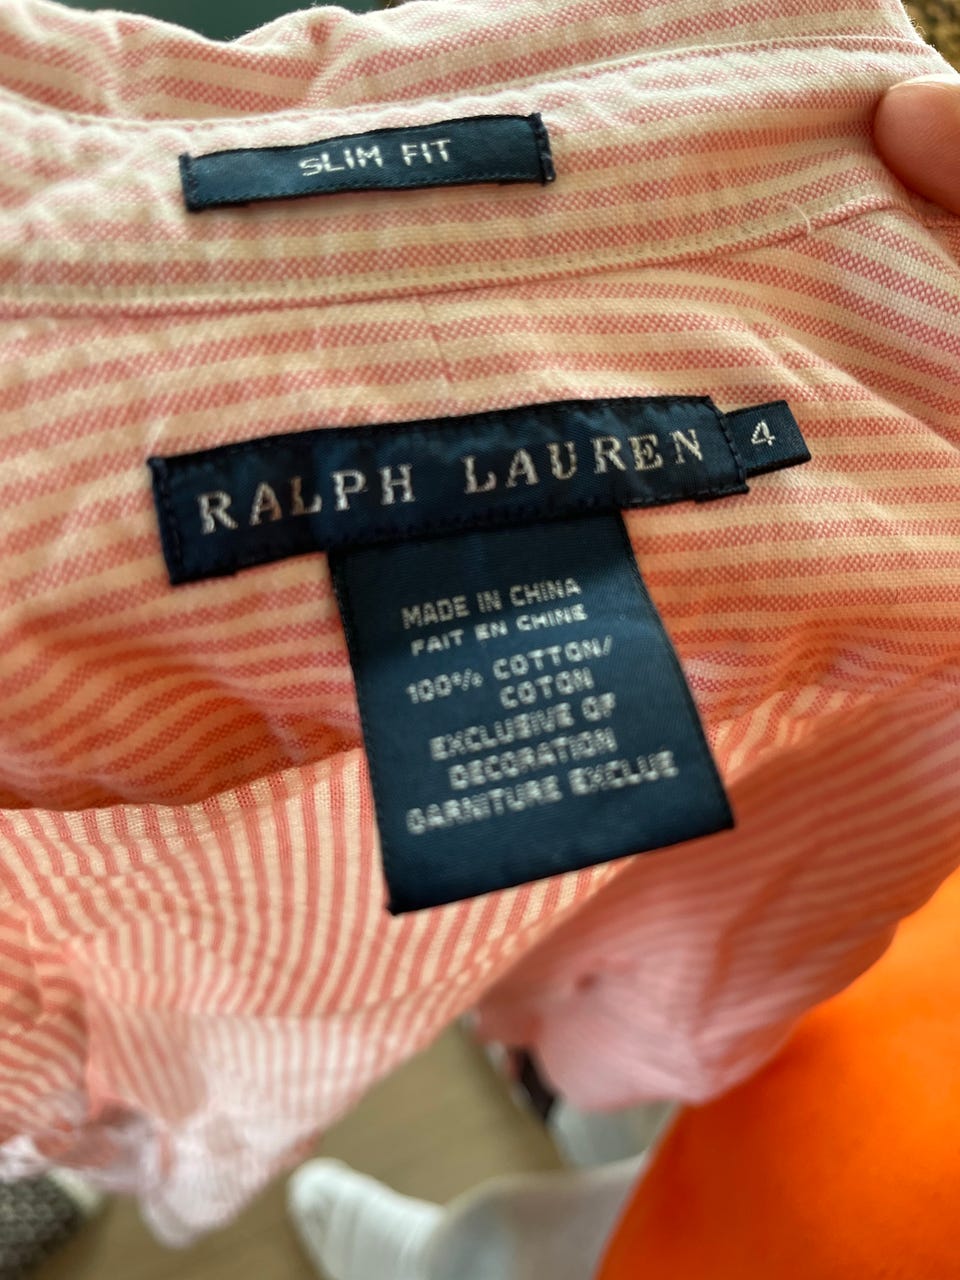 SLIM FIT
RALPH LAUREN 4
MADE IN CHINA
FAIT EN CHINE
100% COTTON/
COTON
EXCLUSIVE OF
DECORATION
GARNITURE EXCLUE